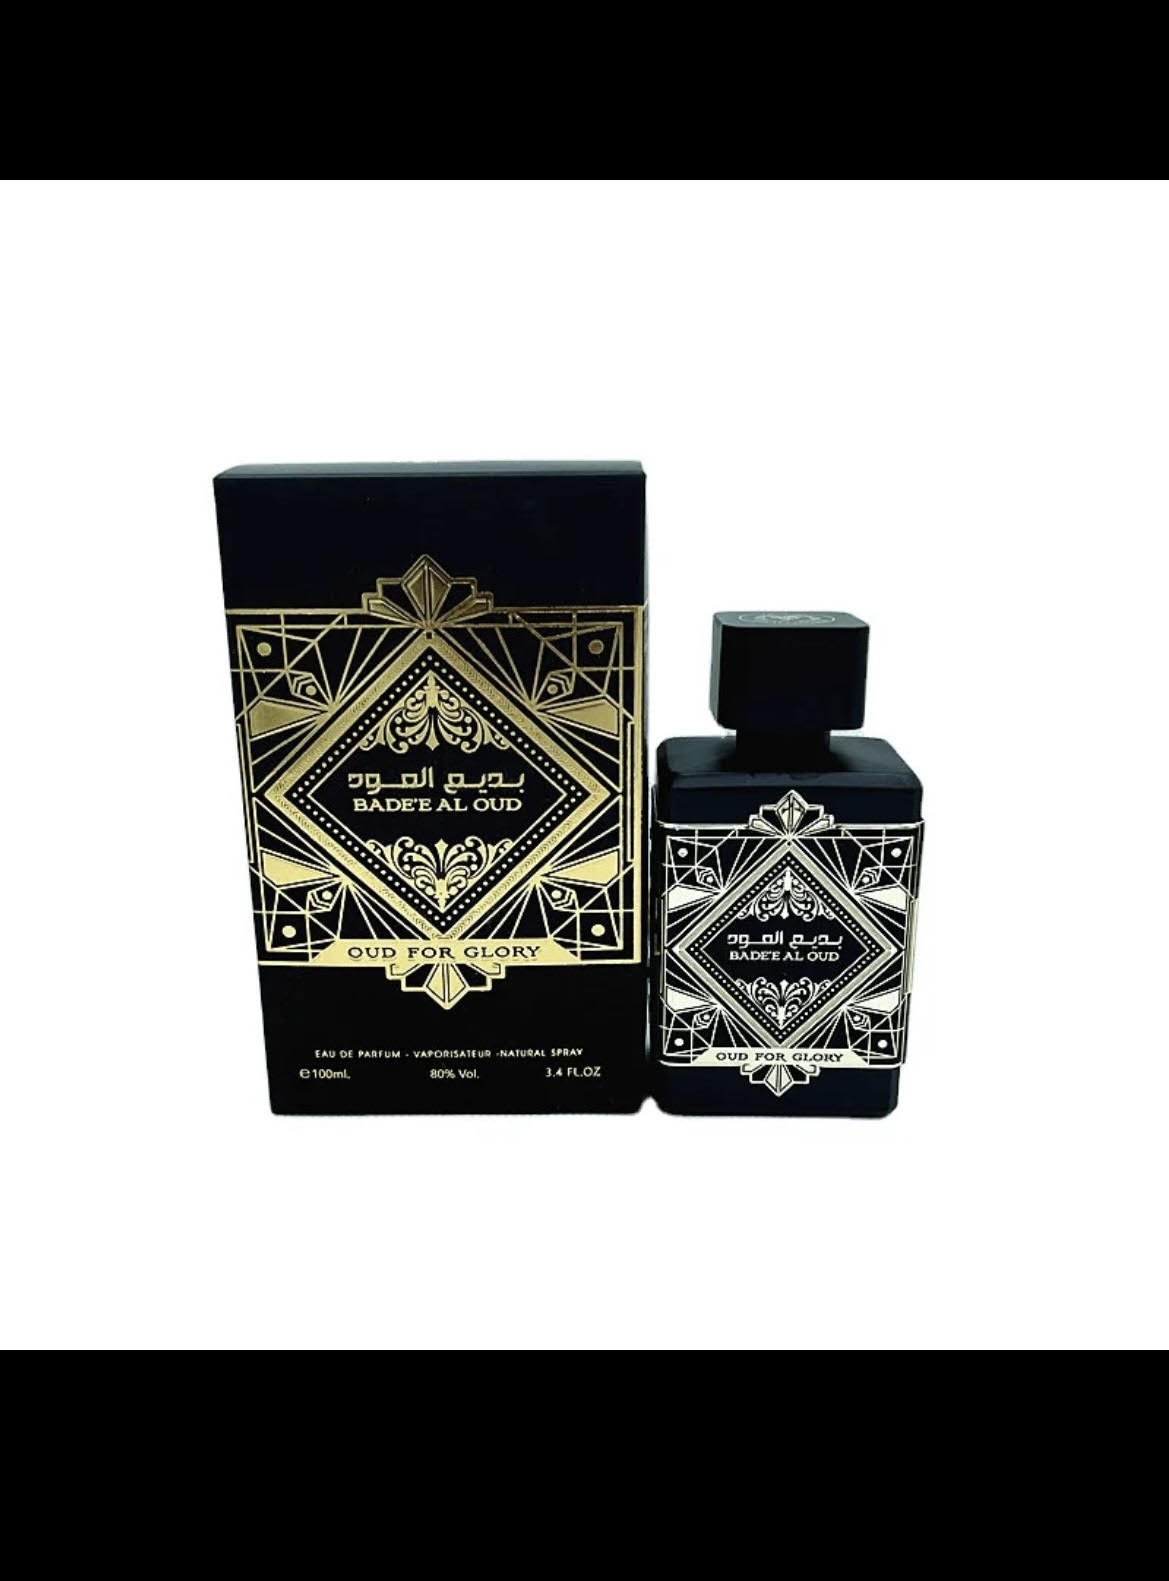 بديع العود
BADE'E AL OUD
OUD FOR GLORY
EAU DE PARFUM - VAPORISATEUR -NATURAL SPRAY
℮100ml. 80% Vol. 3.4 FL.OZ
بديع العود
BADE'E AL OUD
OUD FOR GLORY